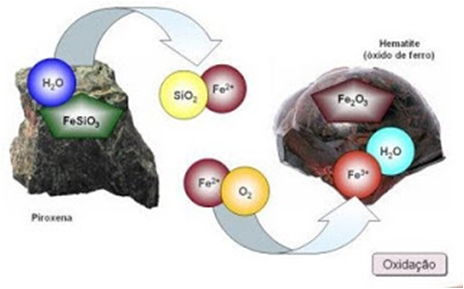 H₂O
FeSiO₃
Piroxena
SiO₂
Fe²⁺
Fe²⁺
O₂
Hematite
(óxido de ferro)
Fe₂O₃
H₂O
Fe³⁺
Oxidação